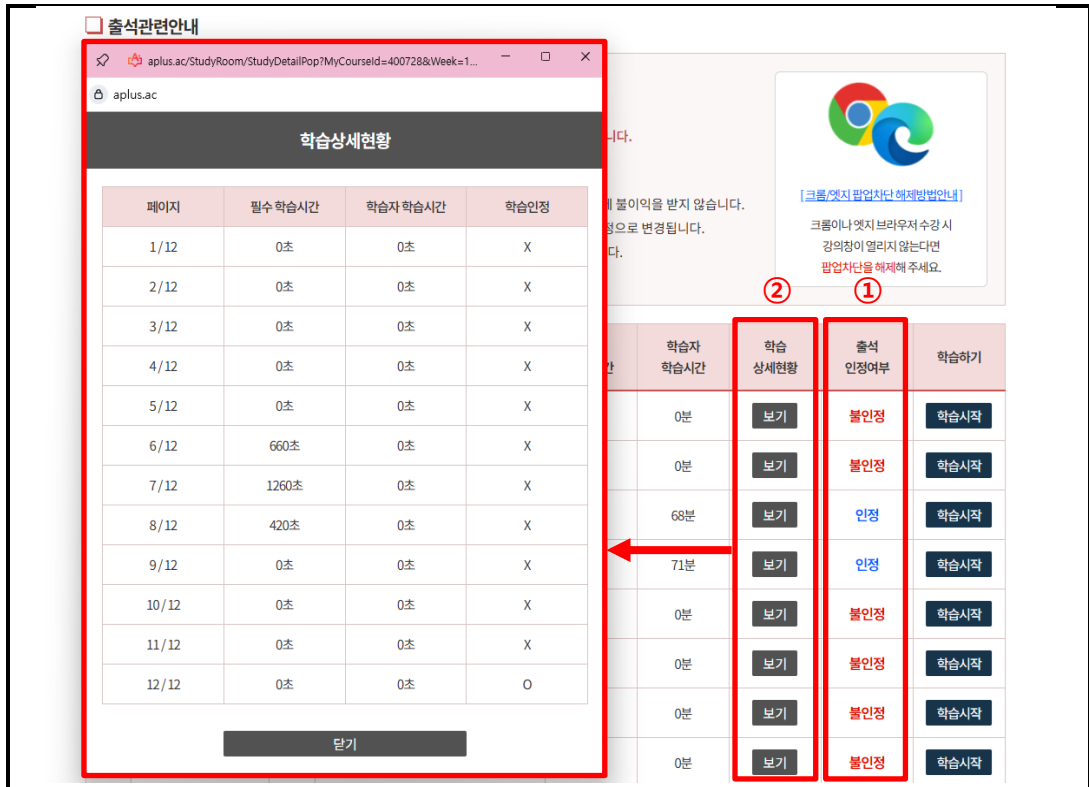 출석관련안내
aplus.ac/StudyRoom/StudyDetailPop?MyCourseId=400728&Week=1...
aplus.ac
학습상세현황
페이지 필수 학습시간 학습자 학습시간 학습인정
1 / 12 0초 0초 X
2 / 12 0초 0초 X
3 / 12 0초 0초 X
4 / 12 0초 0초 X
5 / 12 0초 0초 X
6 / 12 660초 0초 X
7 / 12 1260초 0초 X
8 / 12 420초 0초 X
9 / 12 0초 0초 X
10 / 12 0초 0초 X
11 / 12 0초 0초 X
12 / 12 0초 0초 O
닫기
니다.
불이익을 받지 않습니다.
정으로 변경됩니다.
다.
[크롬/엣지 팝업차단 해제방법안내]
크롬이나 엣지 브라우저 수강 시
강의창이 열리지 않는다면
팝업차단을 해제해 주세요.
② ①
학습자 학습시간 학습 상세현황 출석 인정여부 학습하기
0분 보기 불인정 학습시작
0분 보기 불인정 학습시작
68분 보기 인정 학습시작
71분 보기 인정 학습시작
0분 보기 불인정 학습시작
0분 보기 불인정 학습시작
0분 보기 불인정 학습시작
0분 보기 불인정 학습시작